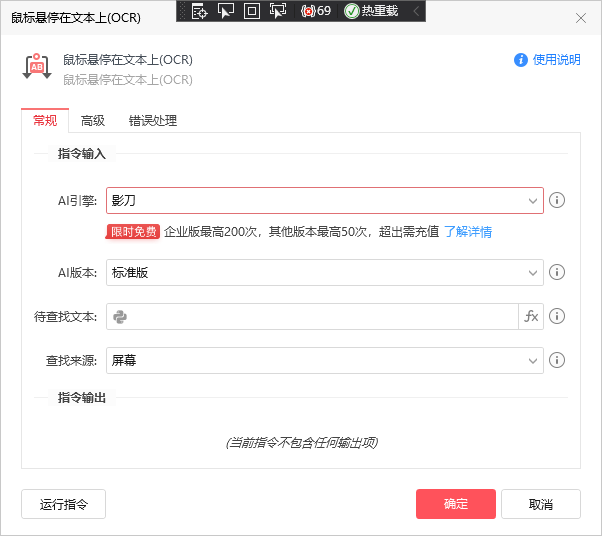 鼠标悬停在文本上(OCR)
69
热重载
AB
鼠标悬停在文本上(OCR)
鼠标悬停在文本上(OCR)
使用说明
常规
高级
错误处理
指令输入
AI引擎:
影刀
限时免费 企业版最高200次，其他版本最高50次，超出需充值 了解详情
AI版本:
标准版
待查找文本:
fx
查找来源:
屏幕
指令输出
(当前指令不包含任何输出项)
运行指令
确定
取消